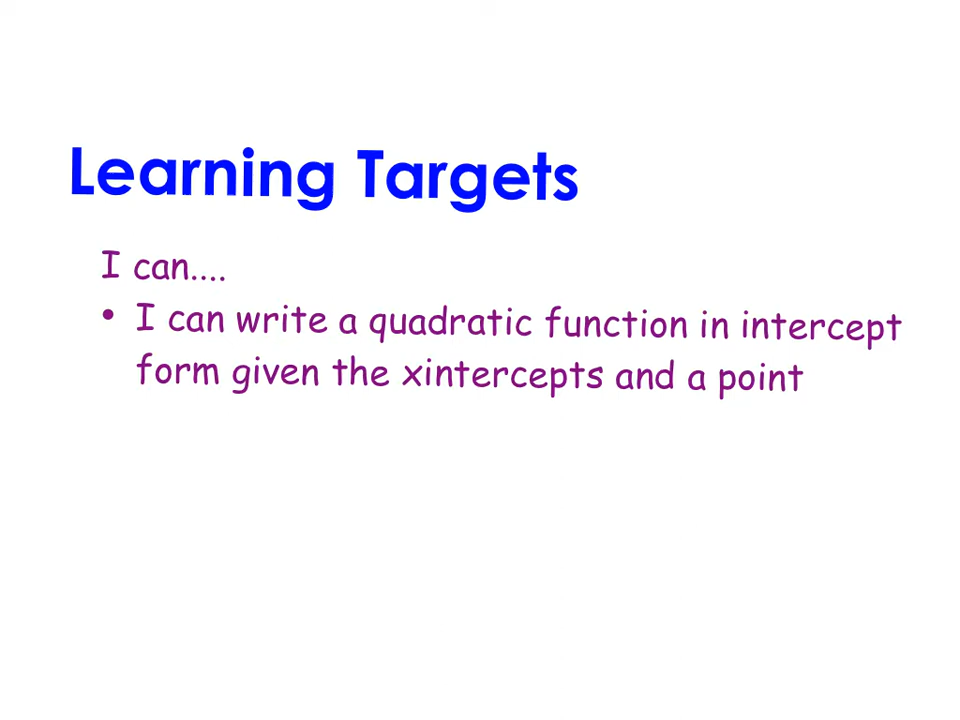 Learning Targets
I can....
• I can write a quadratic function in intercept
form given the xintercepts and a point